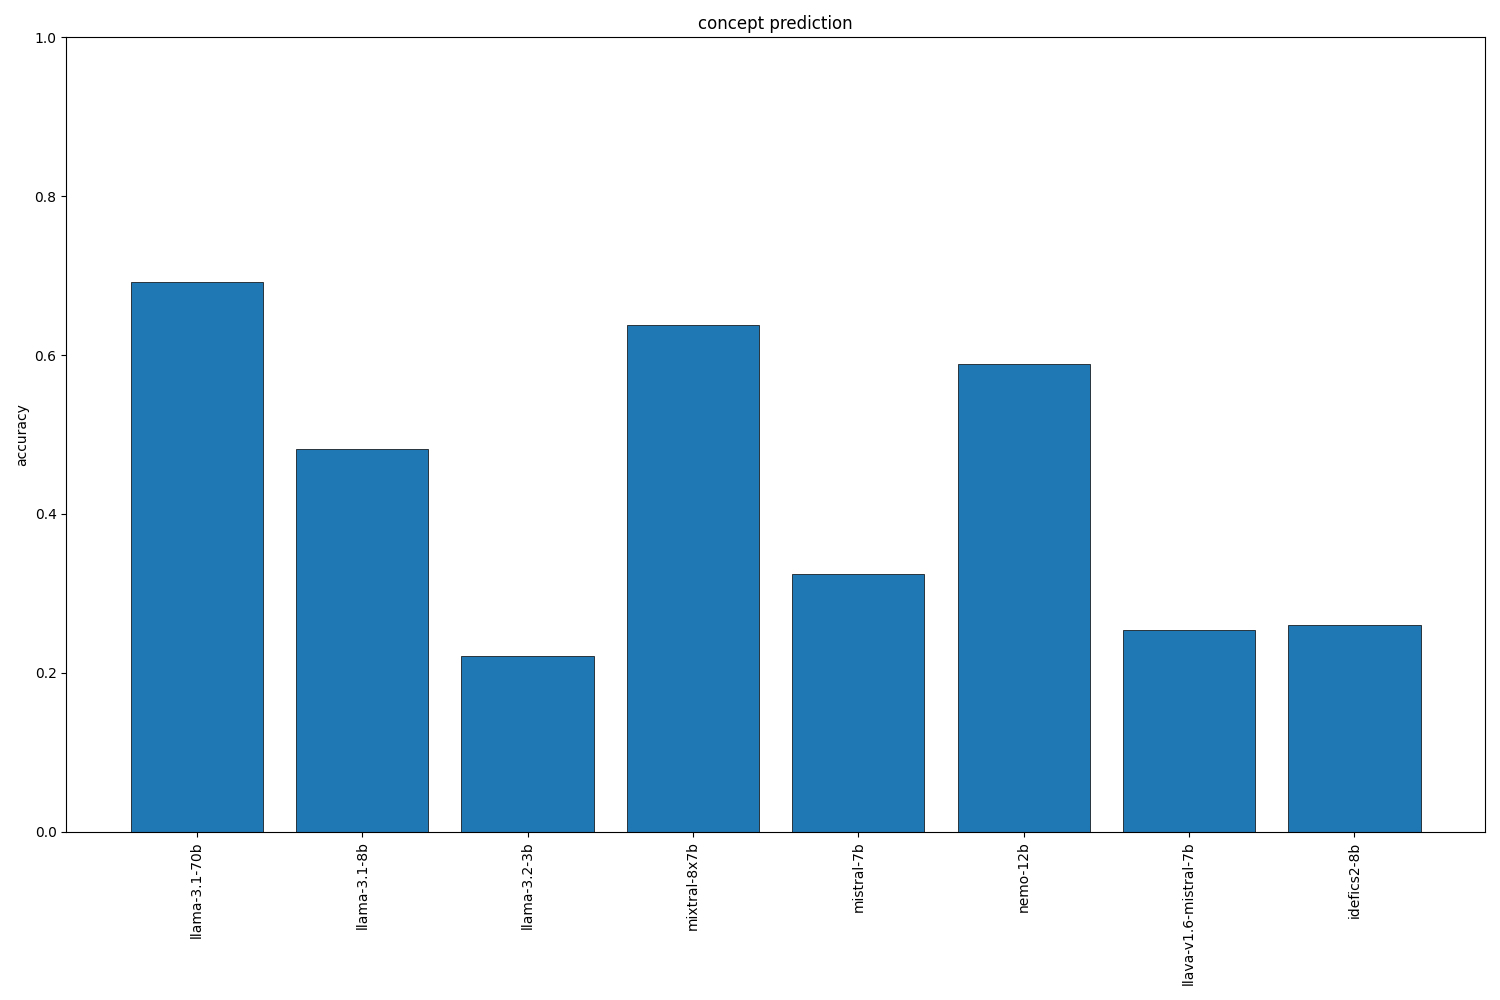 concept prediction
1.0
0.8
0.6
0.4
0.2
0.0
accuracy
llama-3.1-70b
llama-3.1-8b
llama-3.2-3b
mixtral-8x7b
mistral-7b
nemo-12b
llava-v1.6-mistral-7b
idefics2-8b